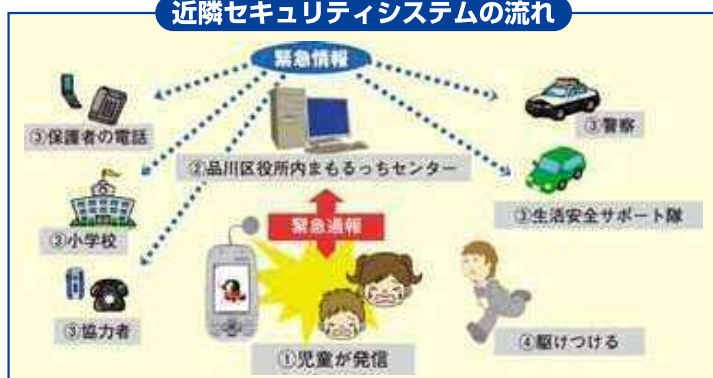 近隣セキュリティシステムの流れ
緊急情報
③保護者の電話
③警察
②品川区役所内まもるっちセンター
③小学校
緊急通報
③生活安全サポート隊
③協力者
④駆けつける
①児童が発信